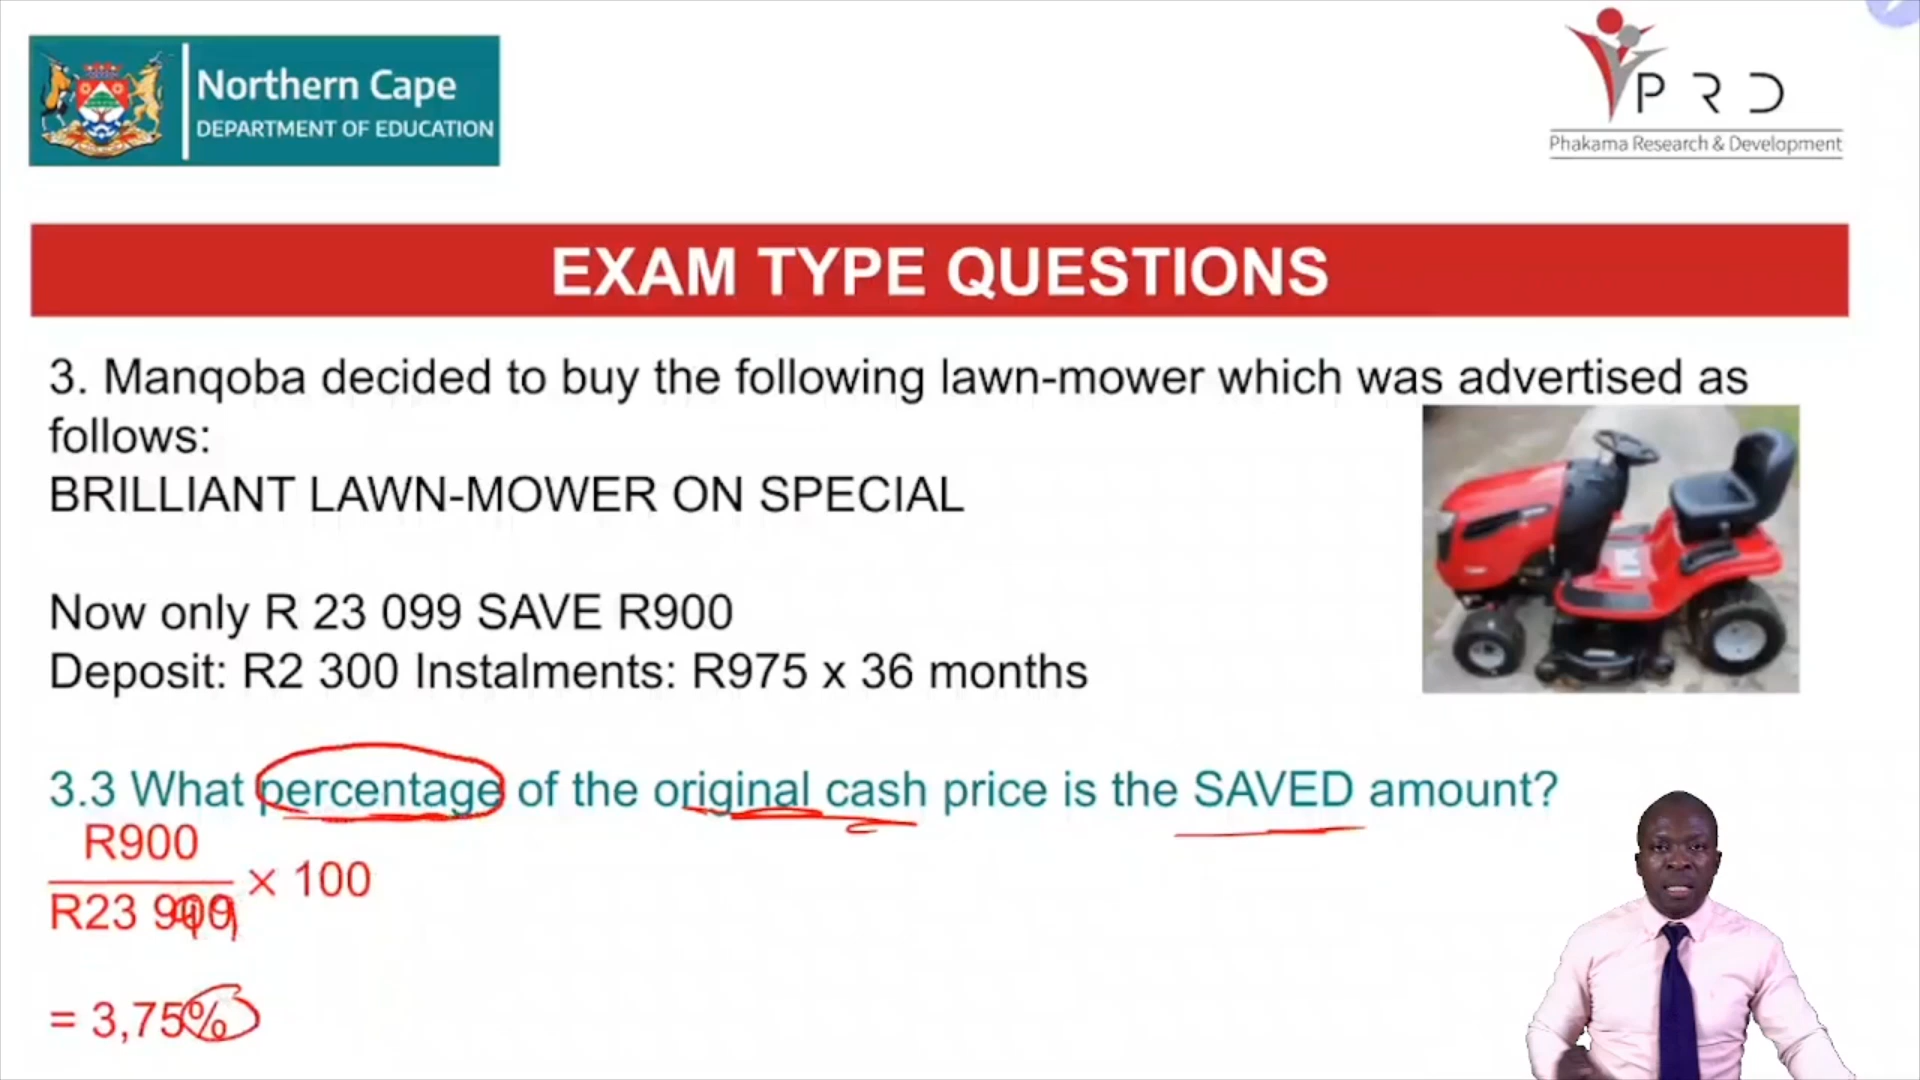 Northern Cape
DEPARTMENT OF EDUCATION
P R D
Phakama Research & Development
EXAM TYPE QUESTIONS
3. Manqoba decided to buy the following lawn-mower which was advertised as
follows:
BRILLIANT LAWN-MOWER ON SPECIAL
Now only R 23 099 SAVE R900
Deposit: R2 300 Instalments: R975 x 36 months
3.3 What percentage of the original cash price is the SAVED amount?
R900
× 100
R23 999
= 3,75%